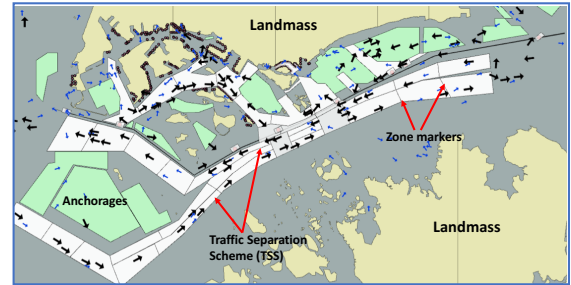 Landmass
Zone markers
Anchorages
Landmass
Traffic Separation
Scheme (TSS)